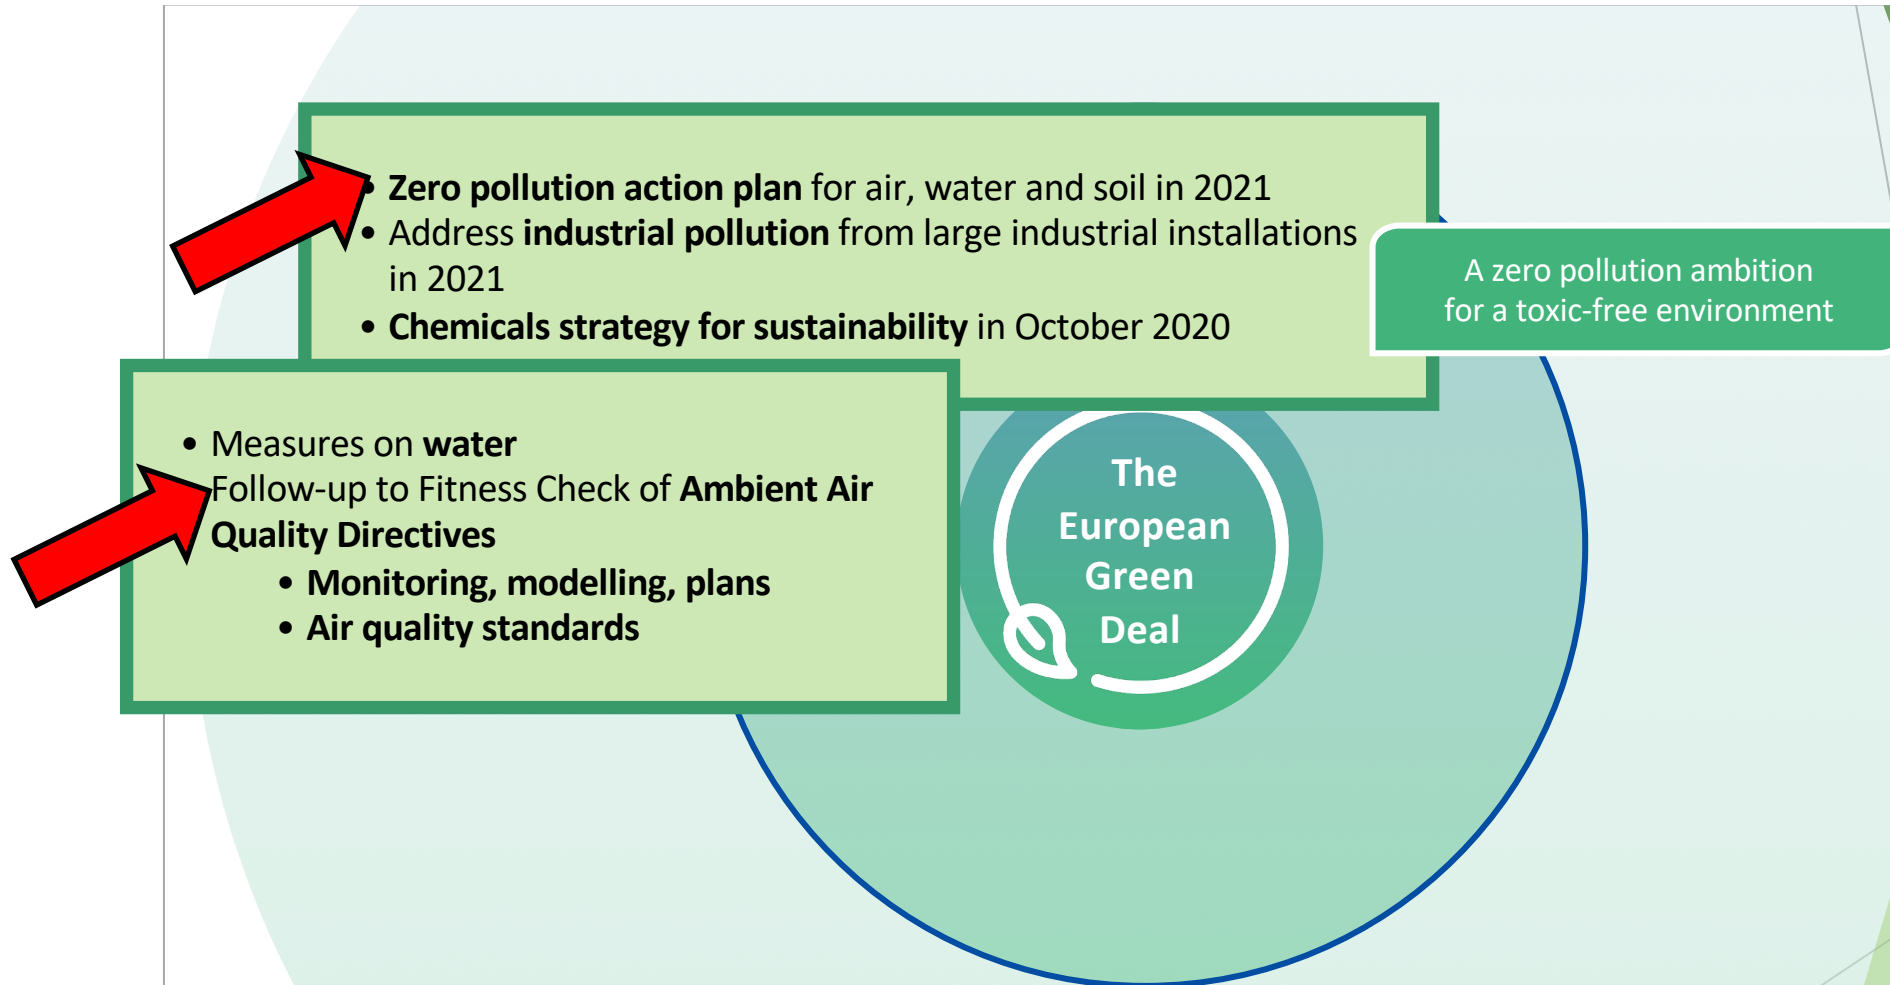 • Zero pollution action plan for air, water and soil in 2021
• Address industrial pollution from large industrial installations
in 2021
• Chemicals strategy for sustainability in October 2020
A zero pollution ambition
for a toxic-free environment
• Measures on water
Follow-up to Fitness Check of Ambient Air
Quality Directives
• Monitoring, modelling, plans
• Air quality standards
The
European
Green
Deal